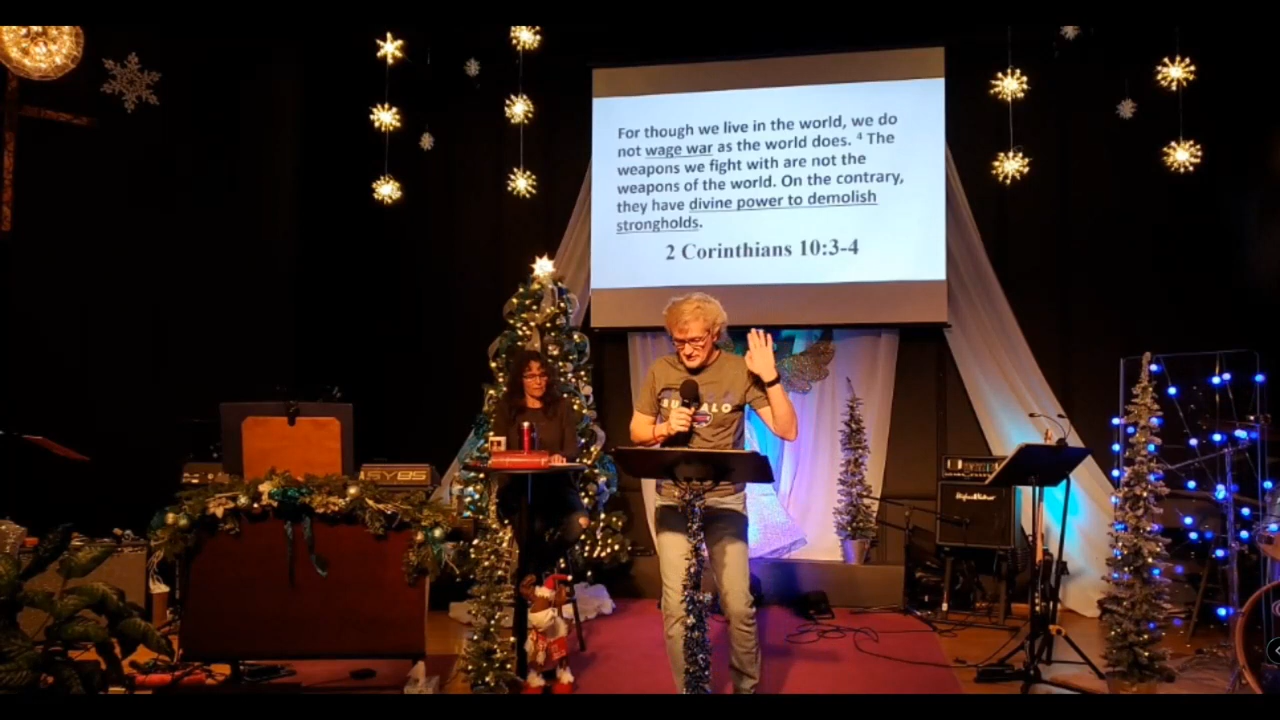 For though we live in the world, we do
not wage war as the world does. ⁴ The
weapons we fight with are not the
weapons of the world. On the contrary,
they have divine power to demolish
strongholds.
2 Corinthians 10:3-4
BUFFALO